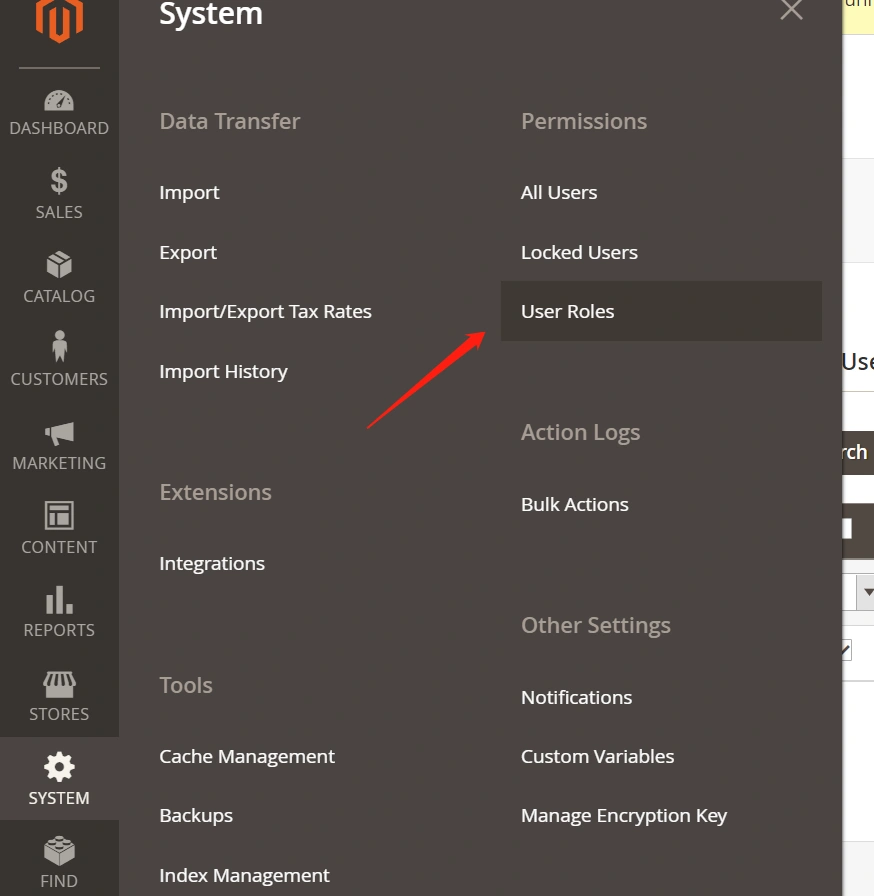 System
DASHBOARD
SALES
CATALOG
CUSTOMERS
MARKETING
CONTENT
REPORTS
STORES
SYSTEM
FIND
Data Transfer
Import
Export
Import/Export Tax Rates
Import History
Extensions
Integrations
Tools
Cache Management
Backups
Index Management
Permissions
All Users
Locked Users
User Roles
Action Logs
Bulk Actions
Other Settings
Notifications
Custom Variables
Manage Encryption Key